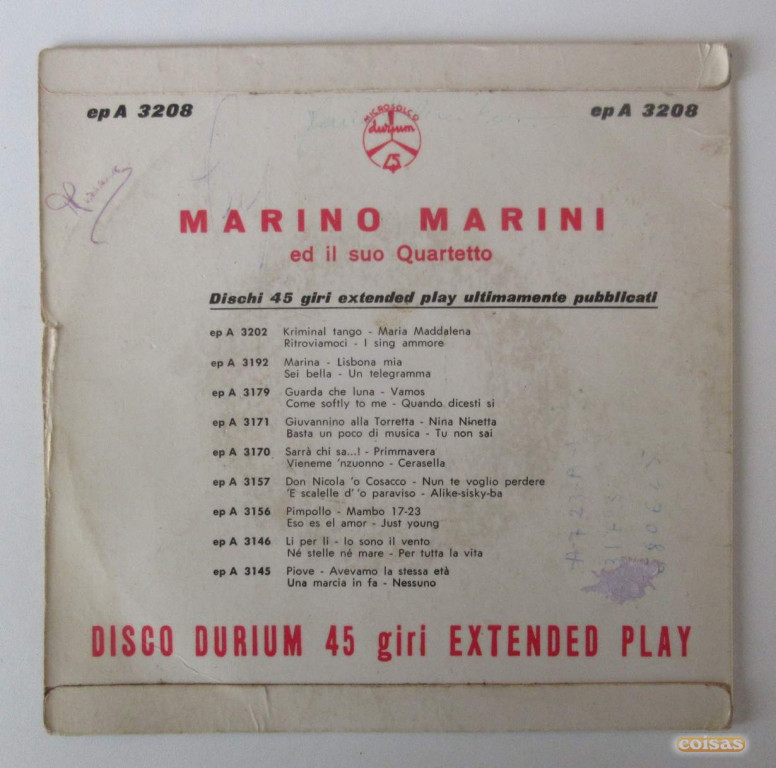 ep A 3208
ep A 3208
MICROSOLCO
durium
45
MARINO MARINI
ed il suo Quartetto
Dischi 45 giri extended play ultimamente pubblicati
ep A 3202 Kriminal tango - Maria Maddalena
Ritroviamoci - I sing ammore
ep A 3192 Marina - Lisbona mia
Sei bella - Un telegramma
ep A 3179 Guarda che luna - Vamos
Come softly to me - Quando dicesti si
ep A 3171 Giuvannino alla Torretta - Nina Ninetta
Basta un poco di musica - Tu non sai
ep A 3170 Sarrà chi sa...! - Primmavera
Vieneme 'nzuonno - Cerasella
ep A 3157 Don Nicola 'o Cosacco - Nun te voglio perdere
'E scalelle d' 'o paraviso - Alike-sisky-ba
ep A 3156 Pimpollo - Mambo 17-23
Eso es el amor - Just young
ep A 3146 Li per li - Io sono il vento
Né stelle né mare - Per tutta la vita
ep A 3145 Piove - Avevamo la stessa età
Una marcia in fa - Nessuno
DISCO DURIUM 45 giri EXTENDED PLAY
coisas